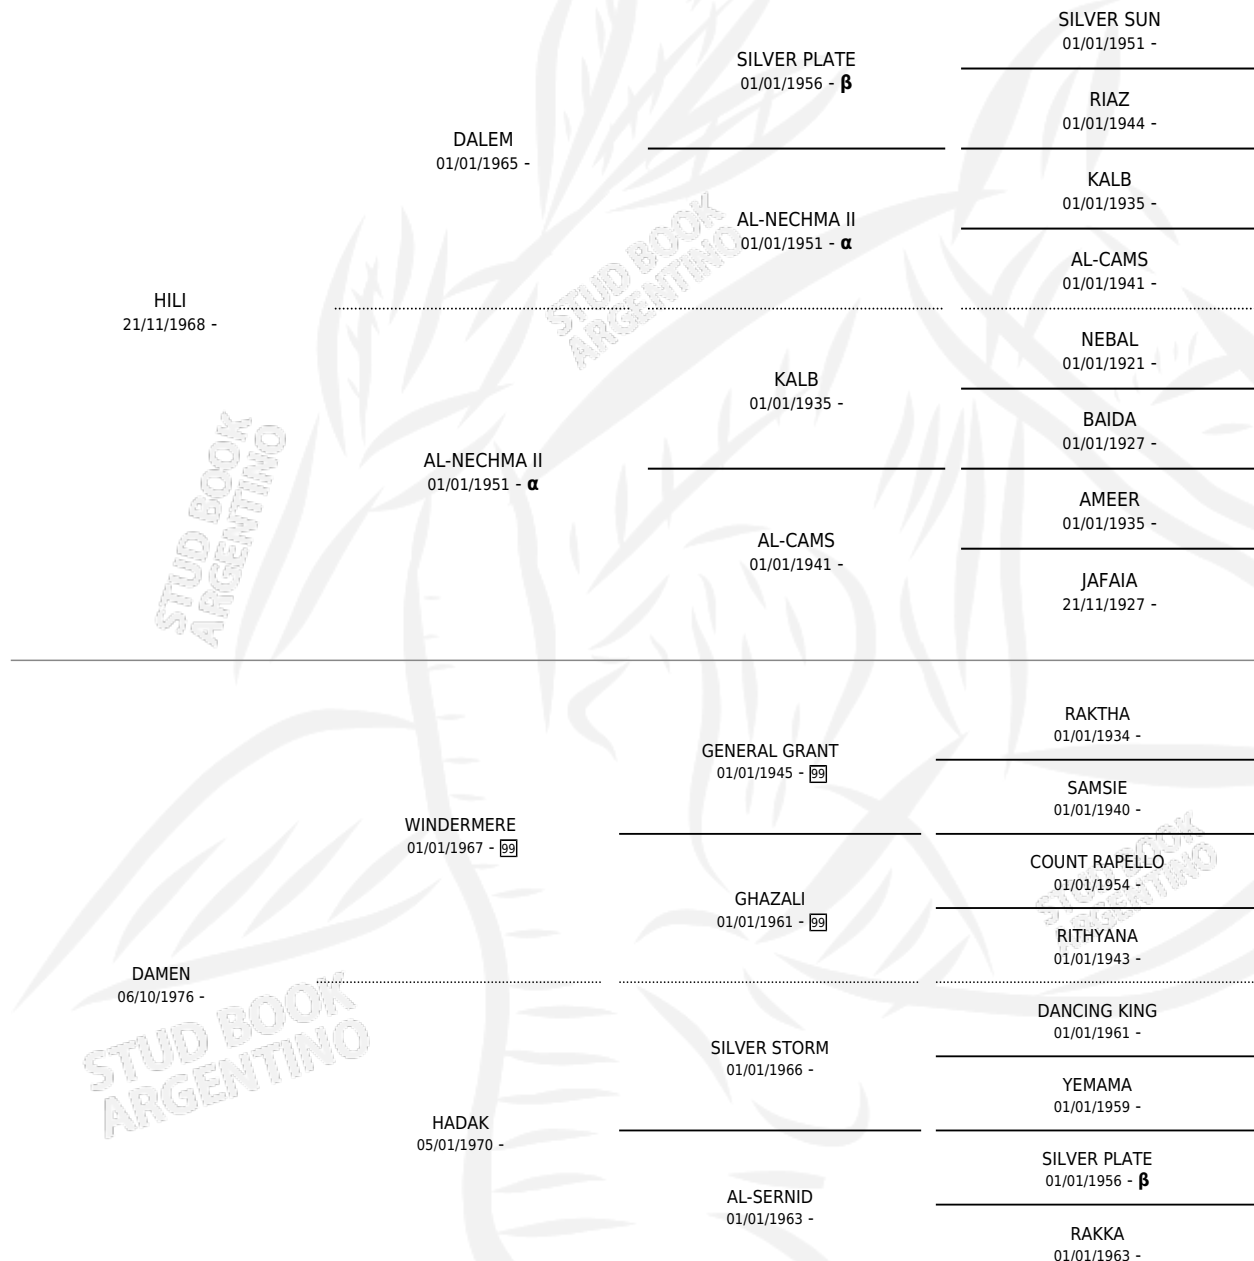 SILVER SUN
01/01/1951 -
SILVER PLATE
01/01/1956 - β
RIAZ
01/01/1944 -
DALEM
01/01/1965 -
KALB
01/01/1935 -
AL-NECHMA II
01/01/1951 - α
AL-CAMS
01/01/1941 -
HILI
21/11/1968 -
NEBAL
01/01/1921 -
KALB
01/01/1935 -
BAIDA
01/01/1927 -
AL-NECHMA II
01/01/1951 - α
AMEER
01/01/1935 -
AL-CAMS
01/01/1941 -
JAFAIA
21/11/1927 -
STUD BOOK
ARGENTINO
STUD BOOK
ARGENTINO
RAKTHA
01/01/1934 -
GENERAL GRANT
01/01/1945 - 99
SAMSIE
01/01/1940 -
WINDERMERE
01/01/1967 - 99
COUNT RAPELLO
01/01/1954 -
GHAZALI
01/01/1961 - 99
RITHYANA
01/01/1943 -
DAMEN
06/10/1976 -
DANCING KING
01/01/1961 -
SILVER STORM
01/01/1966 -
YEMAMA
01/01/1959 -
HADAK
05/01/1970 -
SILVER PLATE
01/01/1956 - β
AL-SERNID
01/01/1963 -
RAKKA
01/01/1963 -
STUD BOOK
ARGENTINO
STUD BOOK
ARGENTINO